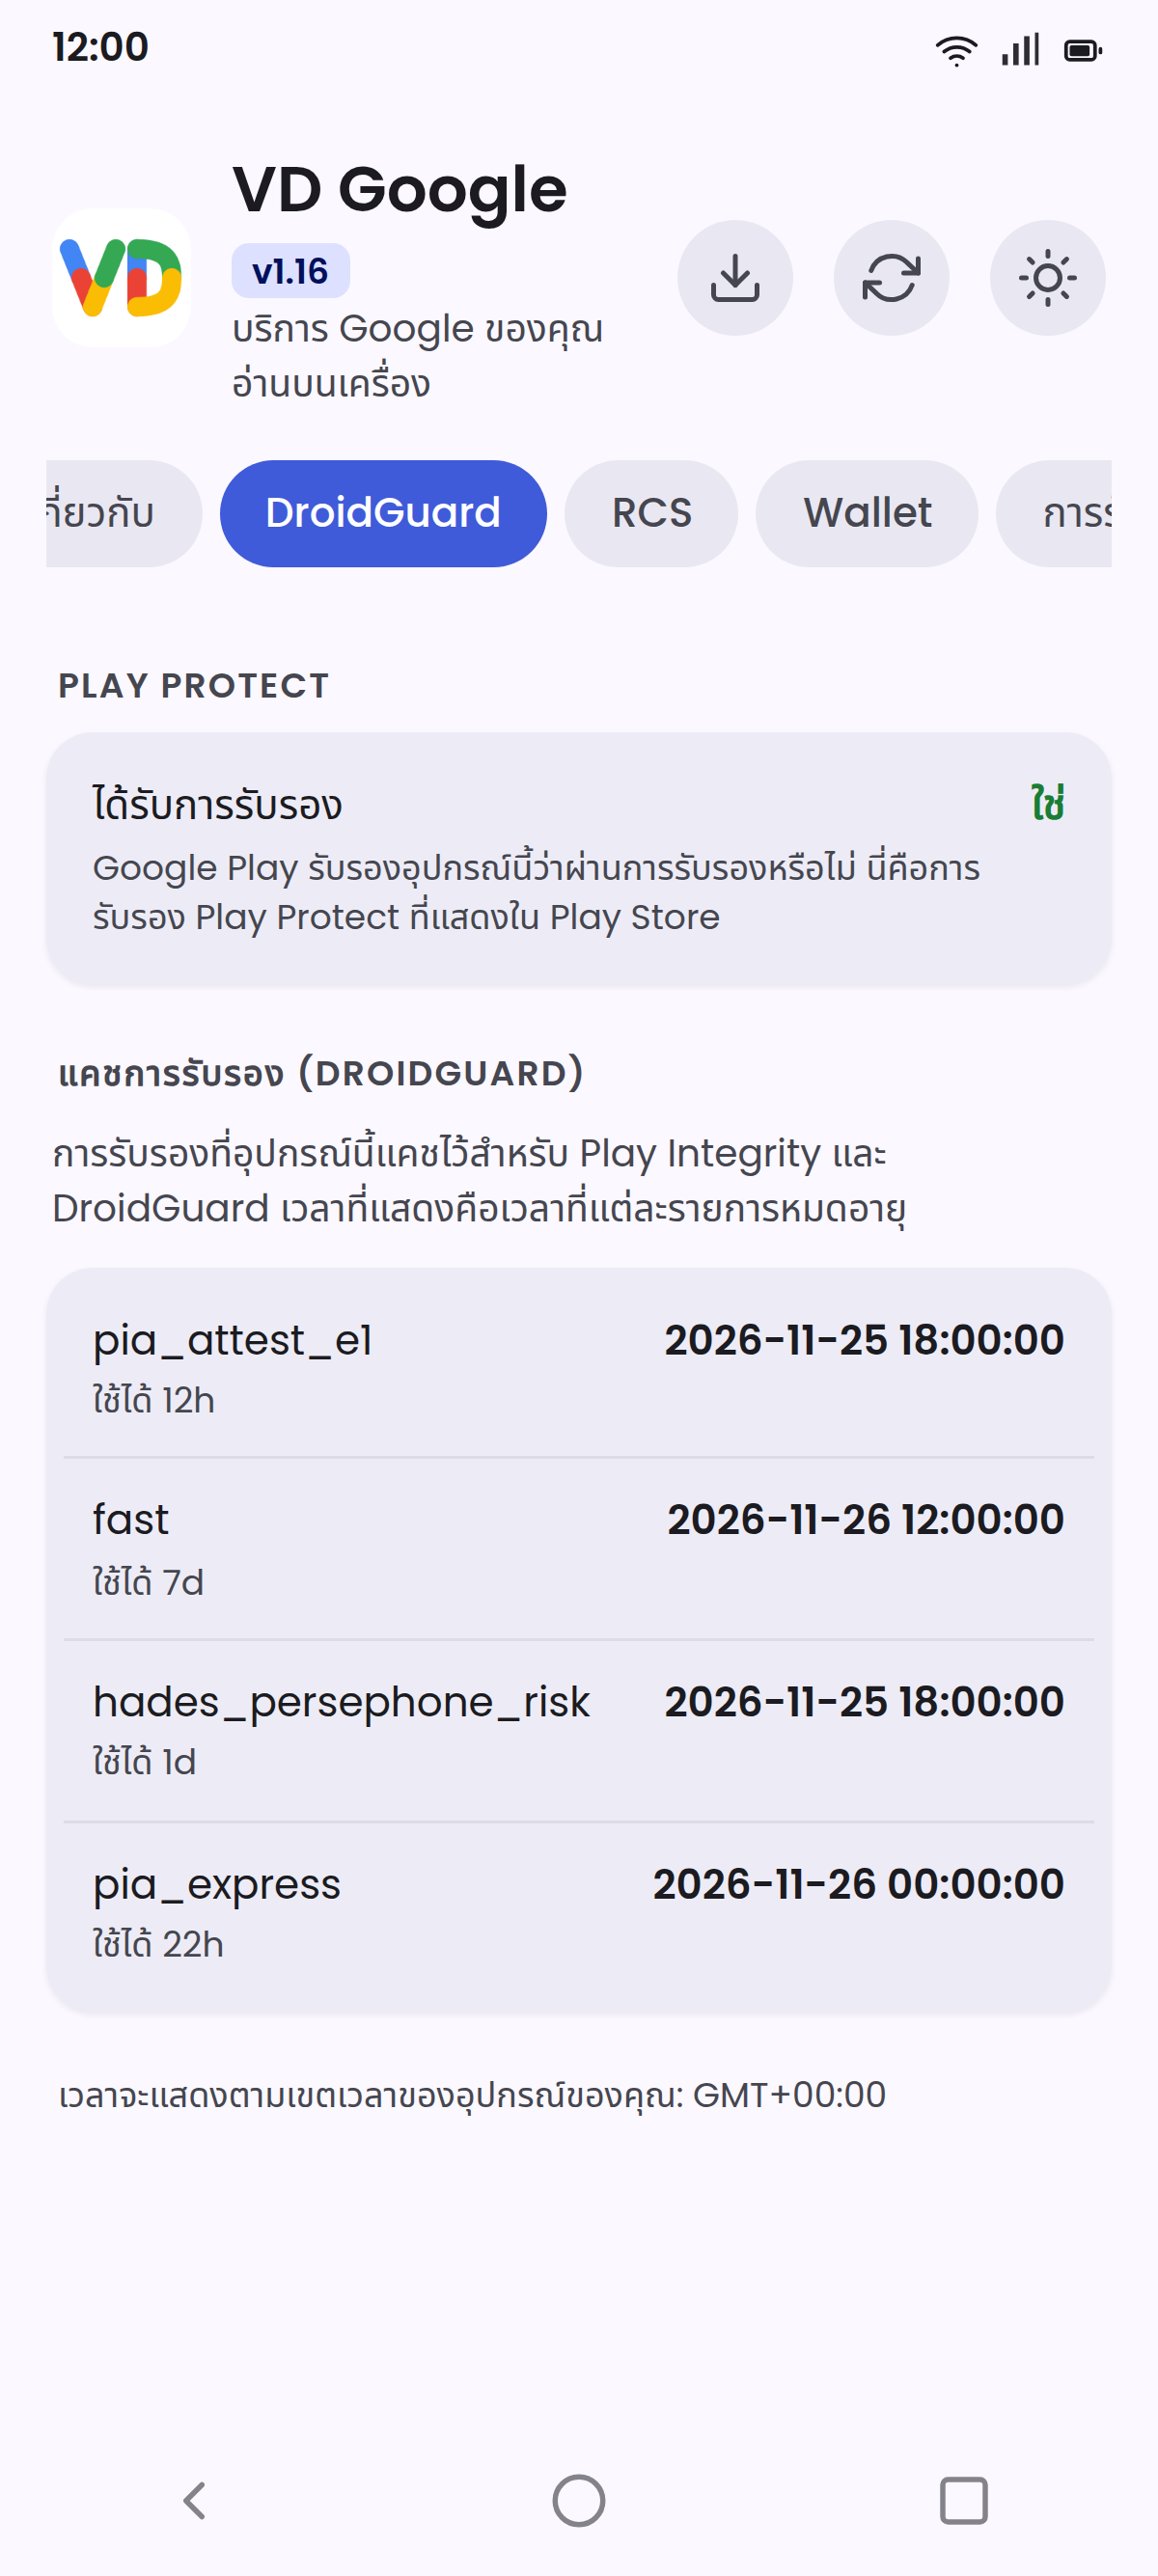 12:00
VD Google
v1.16
บริการ Google ของคุณ
อ่านบนเครื่อง
DroidGuard
RCS
Wallet
PLAY PROTECT
ได้รับการรับรอง
ใช่
Google Play รับรองอุปกรณ์นี้ว่าผ่านการรับรองหรือไม่ นี่คือการ
รับรอง Play Protect ที่แสดงใน Play Store
แคชการรับรอง (DROIDGUARD)
การรับรองที่อุปกรณ์นี้แคชไว้สำหรับ Play Integrity และ
DroidGuard เวลาที่แสดงคือเวลาที่แต่ละรายการหมดอายุ
pia_attest_e1
2026-11-25 18:00:00
ใช้ได้ 12h
fast
2026-11-26 12:00:00
ใช้ได้ 7d
hades_persephone_risk
2026-11-25 18:00:00
ใช้ได้ 1d
pia_express
2026-11-26 00:00:00
ใช้ได้ 22h
เวลาจะแสดงตามเขตเวลาของอุปกรณ์ของคุณ: GMT+00:00